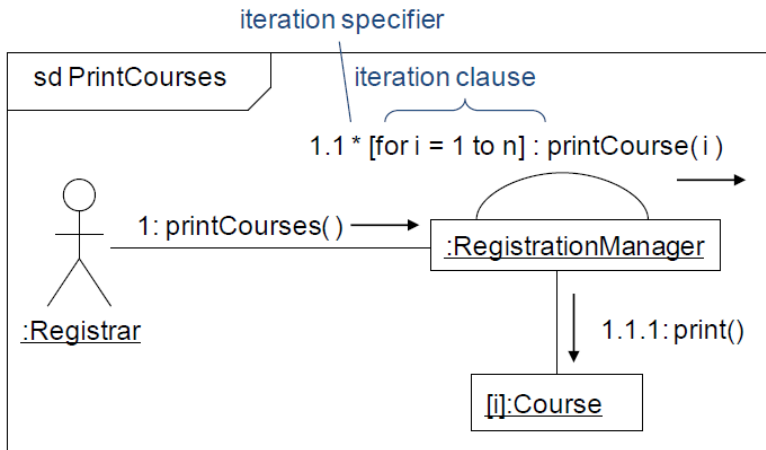 iteration specifier
sd PrintCourses
iteration clause
1.1 * [for i = 1 to n] : printCourse( i )
1: printCourses( )
:RegistrationManager
:Registrar
1.1.1: print()
[i]:Course